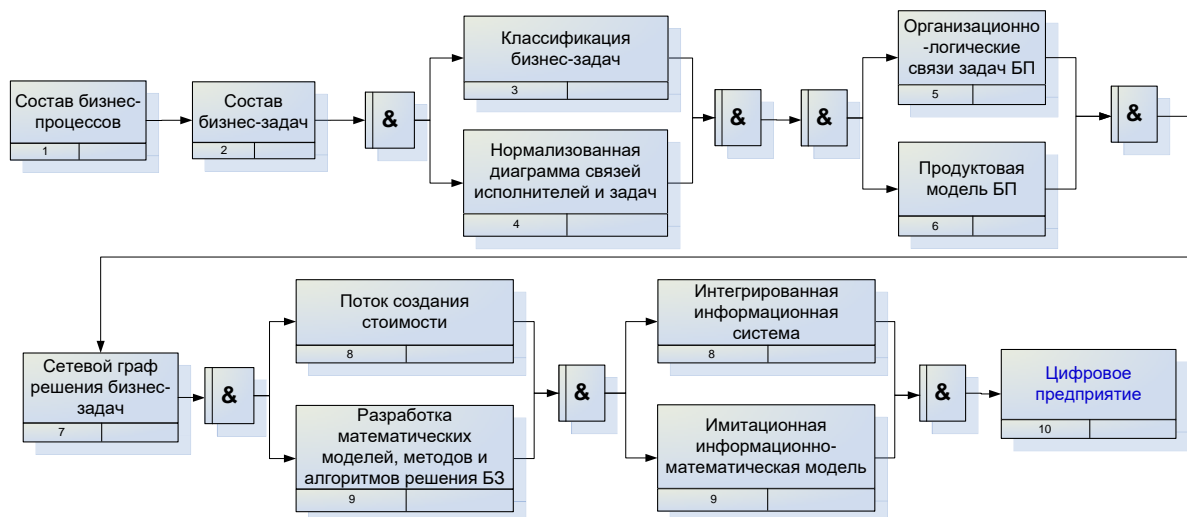 Состав бизнес-
процессов
1
Состав
бизнес-задач
2
&
Классификация
бизнес-задач
3
Нормализованная
диаграмма связей
исполнителей и задач
4
&
&
Организационно
-логические
связи задач БП
5
Продуктовая
модель БП
6
&
Сетевой граф
решения бизнес-
задач
7
&
Поток создания
стоимости
8
Разработка
математических
моделей, методов и
алгоритмов решения БЗ
9
&
Интегрированная
информационная
система
8
Имитационная
информационно-
математическая модель
9
&
Цифровое
предприятие
10